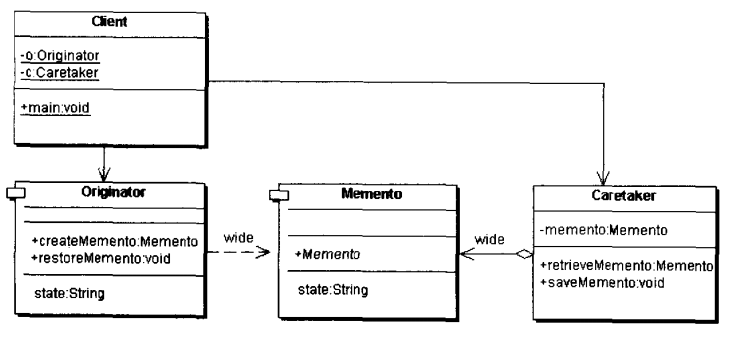 Client
-o:Originator
-c:Caretaker
+main:void
Originator
+createMemento:Memento
+restoreMemento:void
state:String
wide
Memento
+Memento
state:String
wide
Caretaker
-memento:Memento
+retrieveMemento:Memento
+saveMemento:void